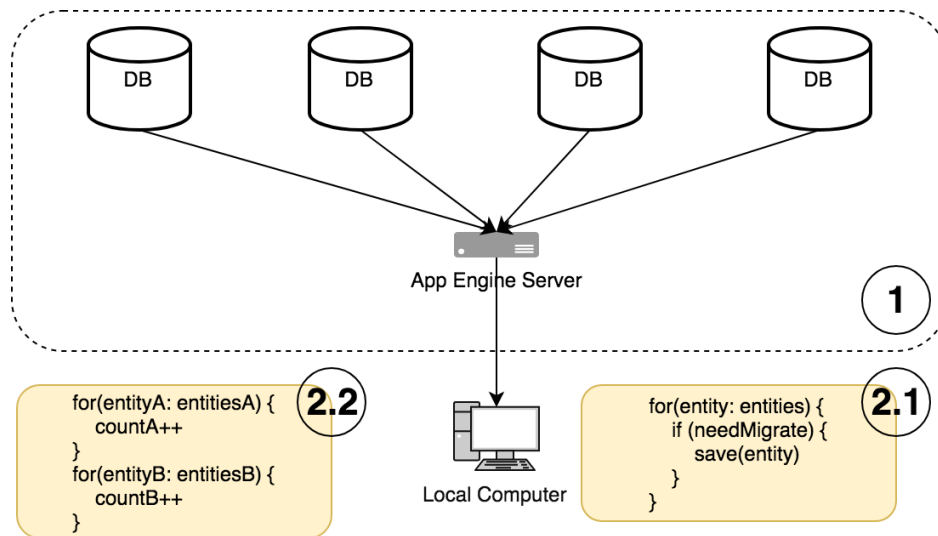 DB
DB
DB
DB
App Engine Server
1
2.2
for(entityA: entitiesA) {
countA++
}
for(entityB: entitiesB) {
countB++
}
Local Computer
2.1
for(entity: entities) {
if (needMigrate) {
save(entity)
}
}